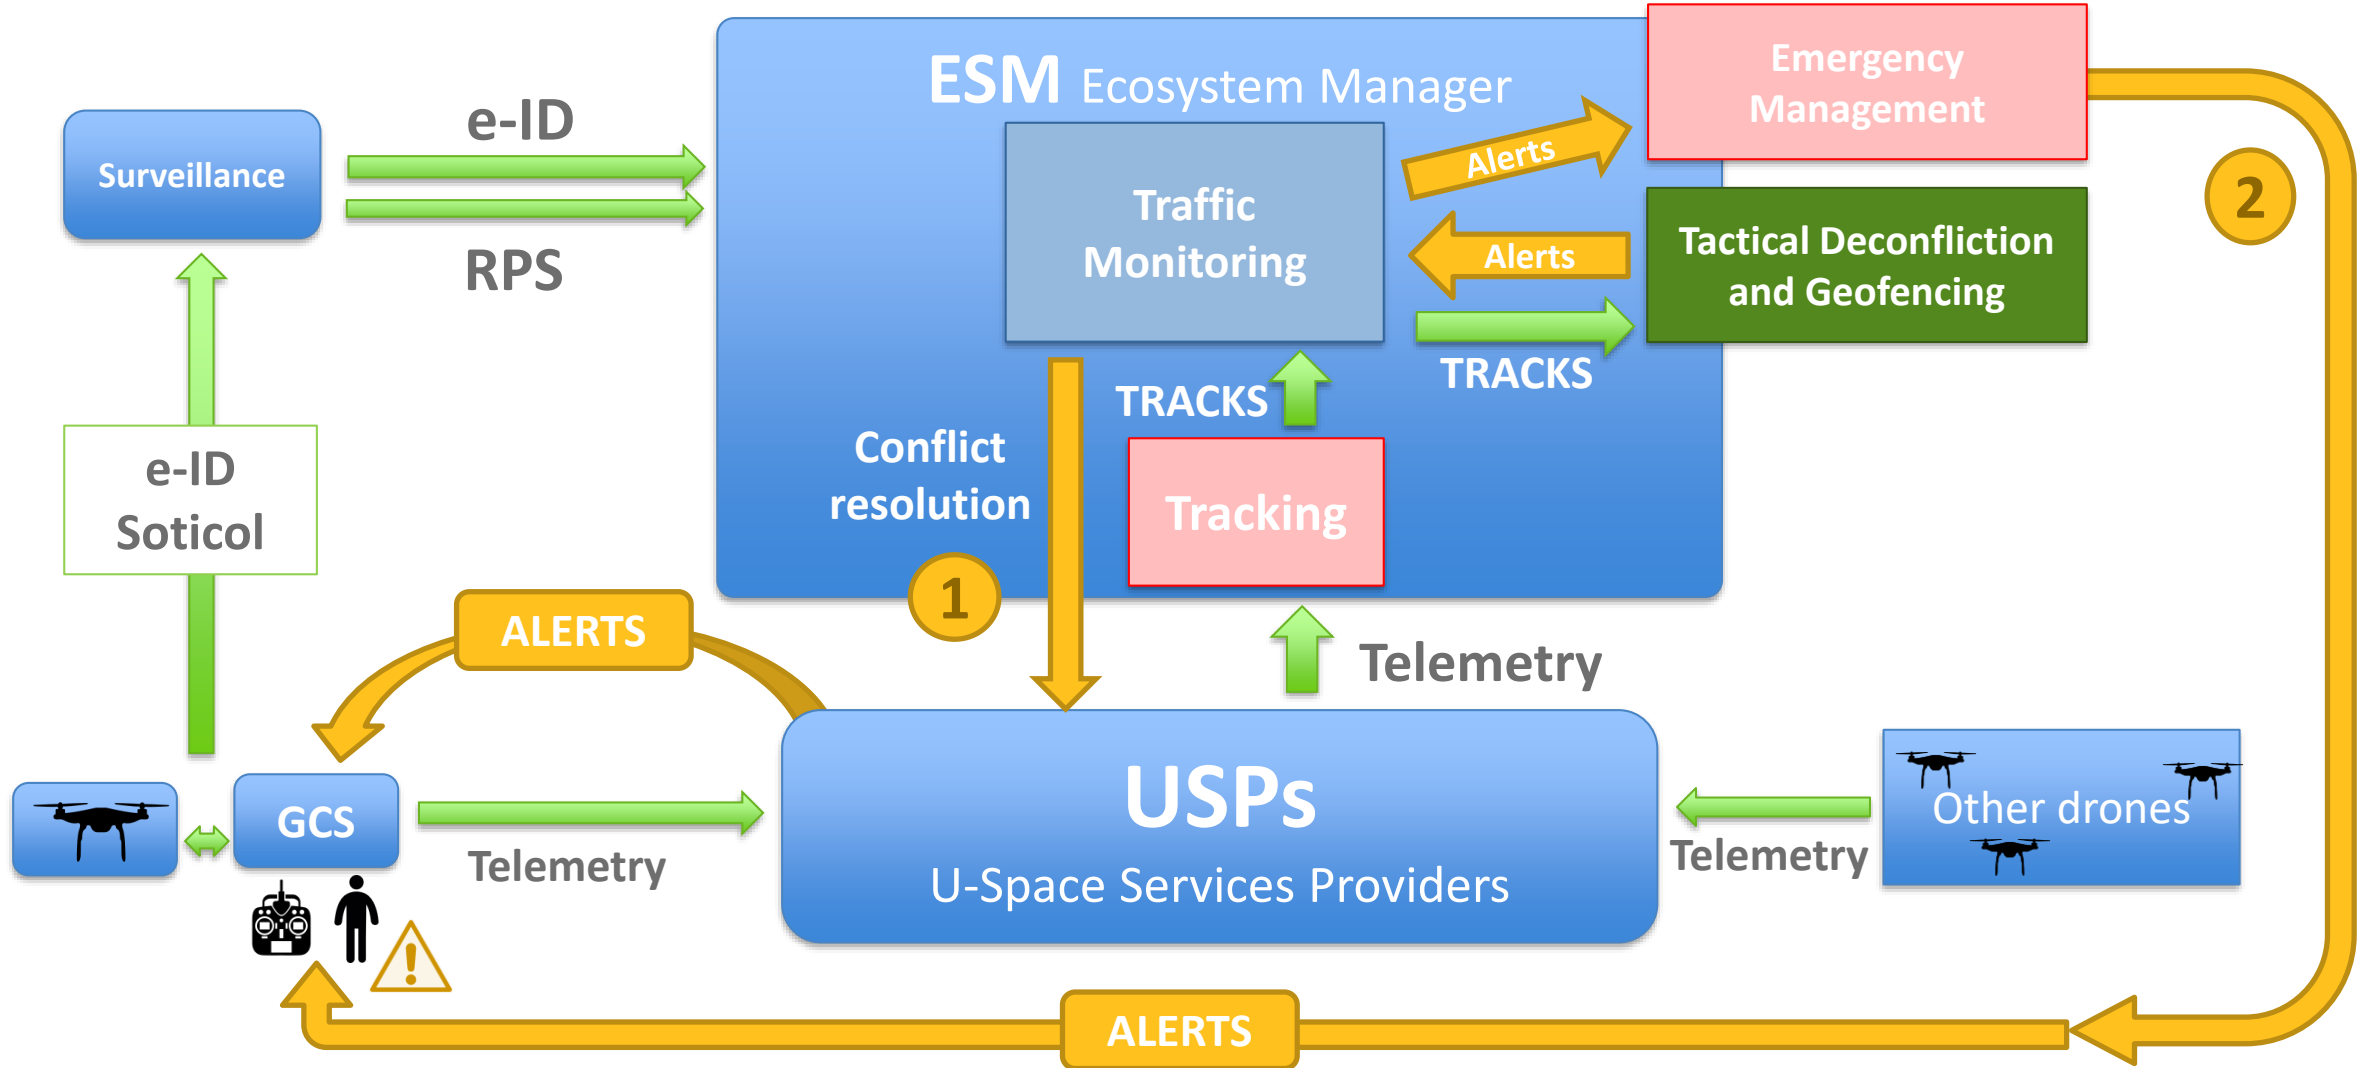 ESM Ecosystem Manager
Emergency
Management
Surveillance
e-ID
RPS
Traffic
Monitoring
Alerts
Alerts
TRACKS
Tactical Deconfliction
and Geofencing
2
TRACKS
Conflict
resolution
Tracking
1
e-ID
Soticol
ALERTS
Telemetry
GCS
Telemetry
USPs
U-Space Services Providers
Telemetry
Other drones
ALERTS